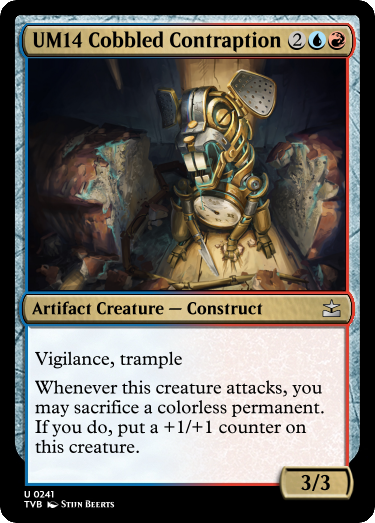 UM14 Cobbled Contraption 2
Artifact Creature — Construct
Vigilance, trample
Whenever this creature attacks, you
may sacrifice a colorless permanent.
If you do, put a +1/+1 counter on
this creature.
3/3
U 0241
TVB Stijn Beerts